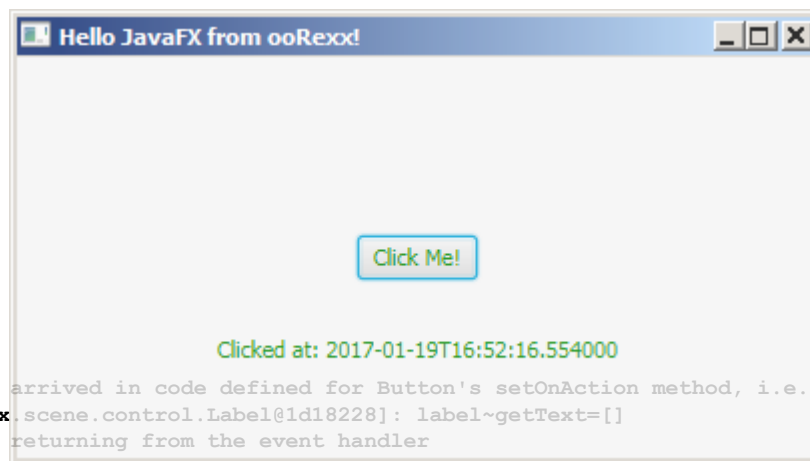 Hello JavaFX from ooRexx!
Click Me!
Clicked at: 2017-01-19T16:52:16.554000
arrived in code defined for Button's setOnAction method, i.e.
x.scene.control.Label@1d18228]: label~getText=[]
returning from the event handler